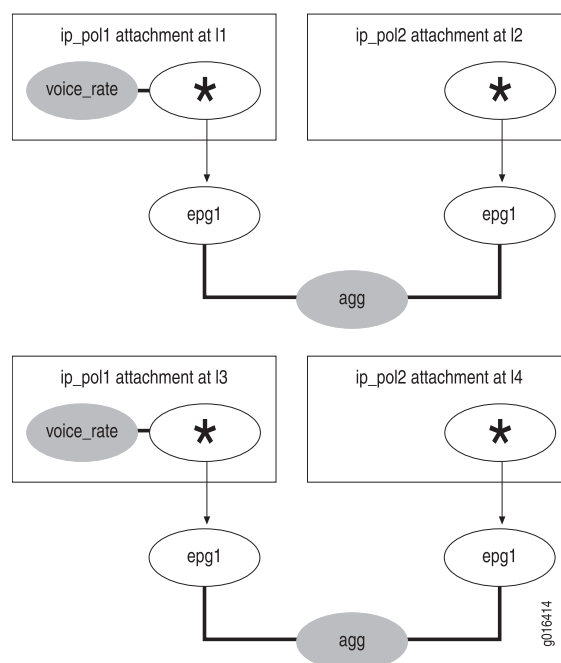 ip_pol1 attachment at l1
ip_pol2 attachment at l2
voice_rate
*
*
epg1
epg1
agg
ip_pol1 attachment at l3
ip_pol2 attachment at l4
voice_rate
*
*
epg1
epg1
agg
g016414